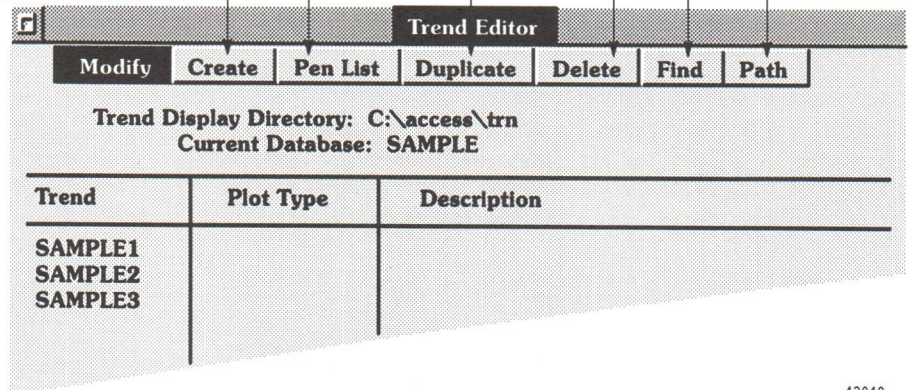 Trend Editor
Modify Create Pen List Duplicate Delete Find Path
Trend Display Directory: C:\access\trn
Current Database: SAMPLE
Trend Plot Type Description
SAMPLE1
SAMPLE2
SAMPLE3